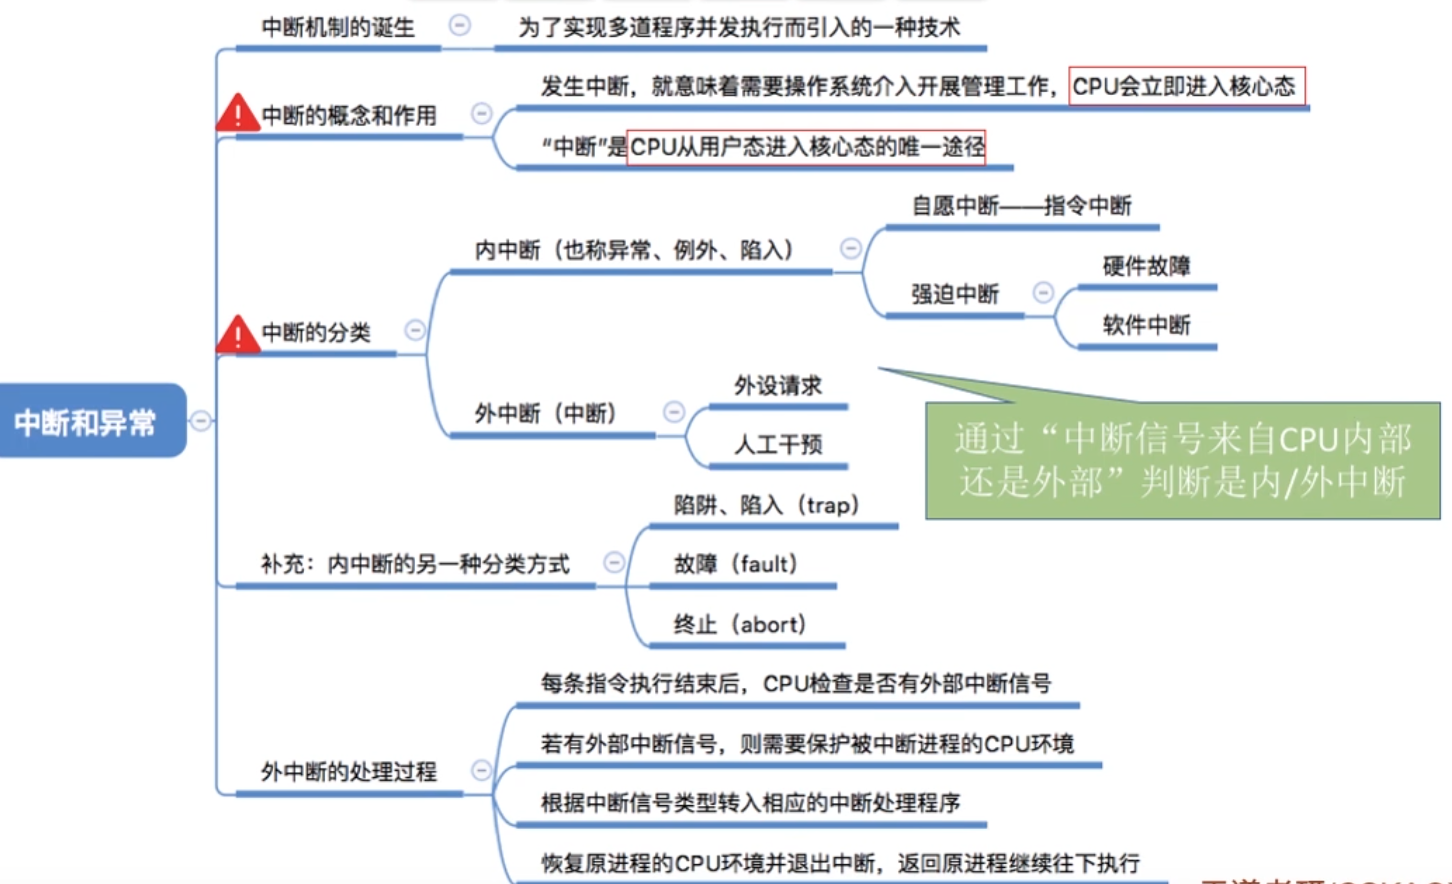 中断机制的诞生
为了实现多道程序并发执行而引入的一种技术
中断的概念和作用
发生中断，就意味着需要操作系统介入开展管理工作，CPU会立即进入核心态
“中断”是CPU从用户态进入核心态的唯一途径
中断的分类
内中断（也称异常、例外、陷入）
自愿中断——指令中断
强迫中断
硬件故障
软件中断
外中断（中断）
外设请求
人工干预
通过“中断信号来自CPU内部
还是外部”判断是内/外中断
中断和异常
补充：内中断的另一种分类方式
陷阱、陷入（trap）
故障（fault）
终止（abort）
外中断的处理过程
每条指令执行结束后，CPU检查是否有外部中断信号
若有外部中断信号，则需要保护被中断进程的CPU环境
根据中断信号类型转入相应的中断处理程序
恢复原进程的CPU环境并退出中断，返回原进程继续往下执行